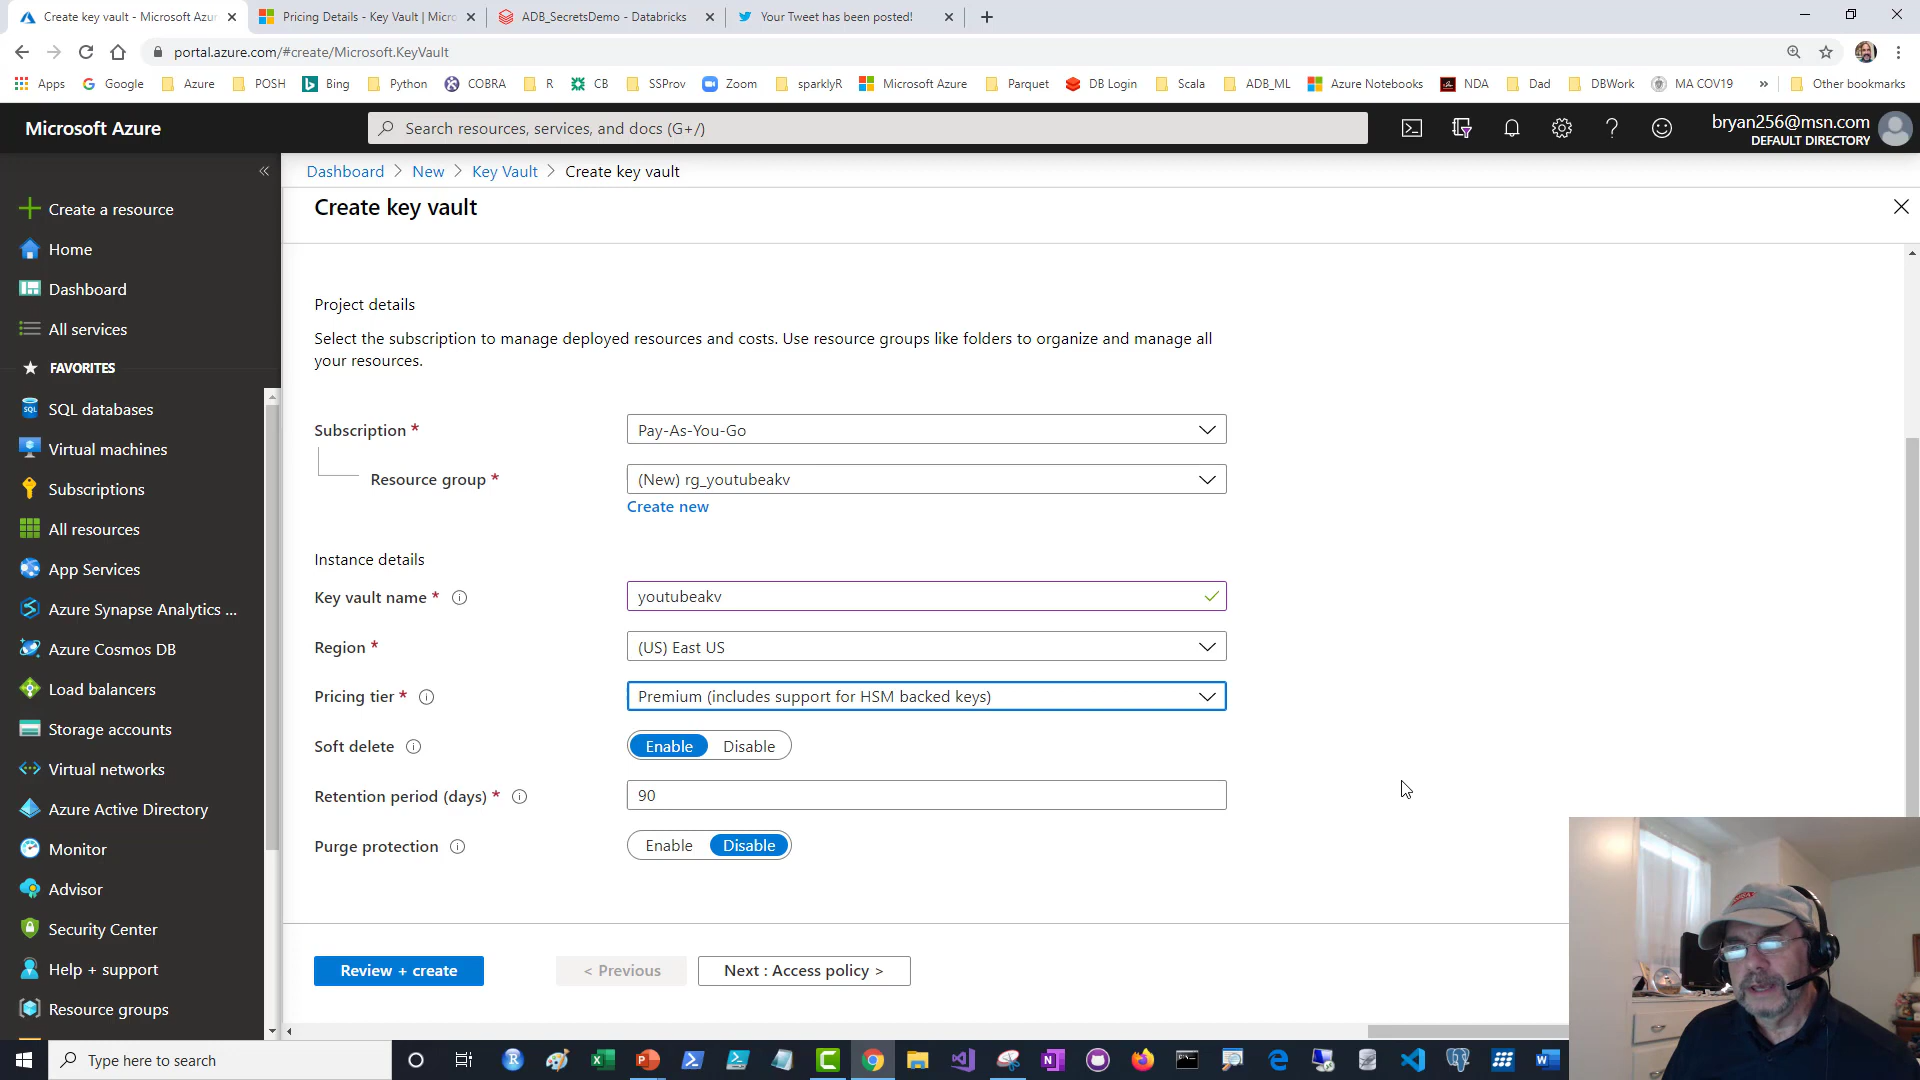 Create key vault - Microsoft Azur
Pricing Details - Key Vault | Micro
ADB_SecretsDemo - Databricks
Your Tweet has been posted!
portal.azure.com/#create/Microsoft.KeyVault
Apps
Google
Azure
POSH
Bing
Python
COBRA
R
CB
SSProv
Zoom
sparklyR
Microsoft Azure
Parquet
DB Login
Scala
ADB_ML
Azure Notebooks
NDA
Dad
DBWork
MA COV19
»
Other bookmarks
Microsoft Azure
Search resources, services, and docs (G+/)
bryan256@msn.com
DEFAULT DIRECTORY
Dashboard > New > Key Vault > Create key vault
Create key vault
Create a resource
Home
Dashboard
All services
FAVORITES
SQL databases
Virtual machines
Subscriptions
All resources
App Services
Azure Synapse Analytics ...
Azure Cosmos DB
Load balancers
Storage accounts
Virtual networks
Azure Active Directory
Monitor
Advisor
Security Center
Help + support
Resource groups
Project details
Select the subscription to manage deployed resources and costs. Use resource groups like folders to organize and manage all
your resources.
Subscription *
Pay-As-You-Go
Resource group *
(New) rg_youtubeakv
Create new
Instance details
Key vault name *
youtubeakv
Region *
(US) East US
Pricing tier *
Premium (includes support for HSM backed keys)
Soft delete
Enable Disable
Retention period (days) *
90
Purge protection
Enable Disable
Review + create
< Previous
Next : Access policy >
Type here to search